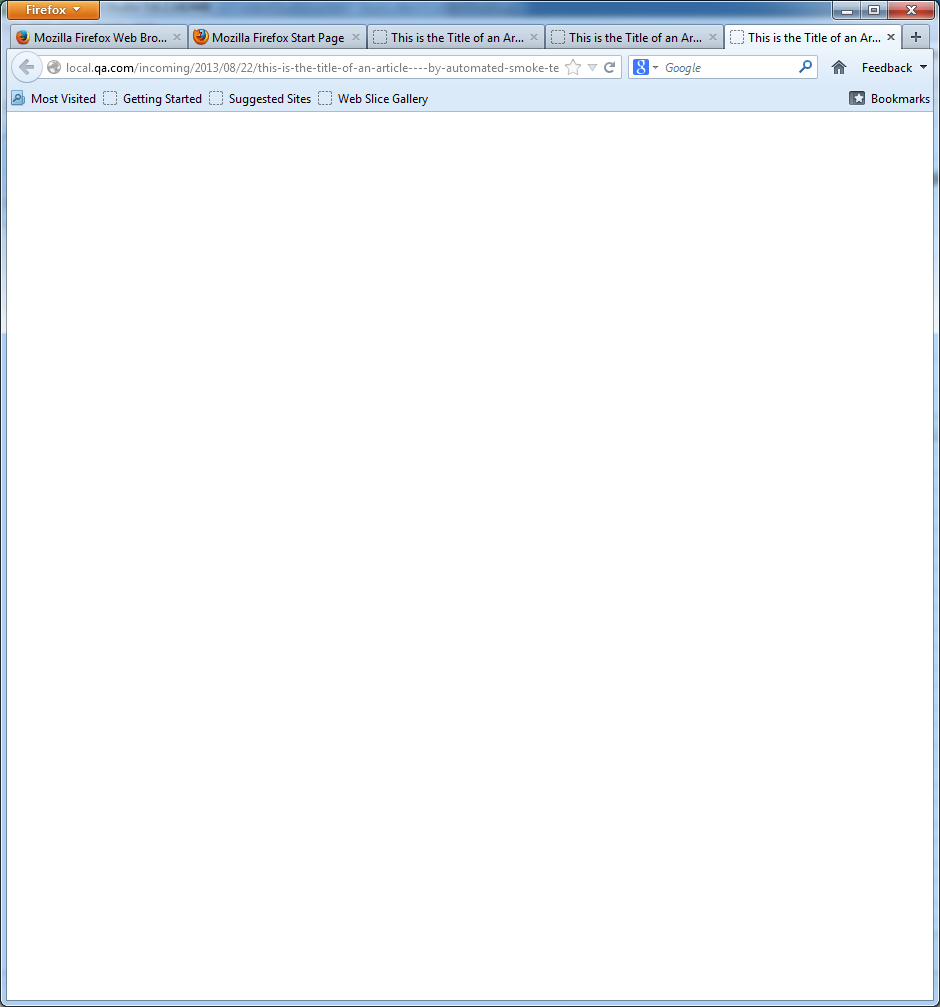 Firefox
Mozilla Firefox Web Bro... Mozilla Firefox Start Page This is the Title of an Ar... This is the Title of an Ar... This is the Title of an Ar...
local.qa.com/incoming/2013/08/22/this-is-the-title-of-an-article----by-automated-smoke-te Google Feedback
Most Visited Getting Started Suggested Sites Web Slice Gallery Bookmarks